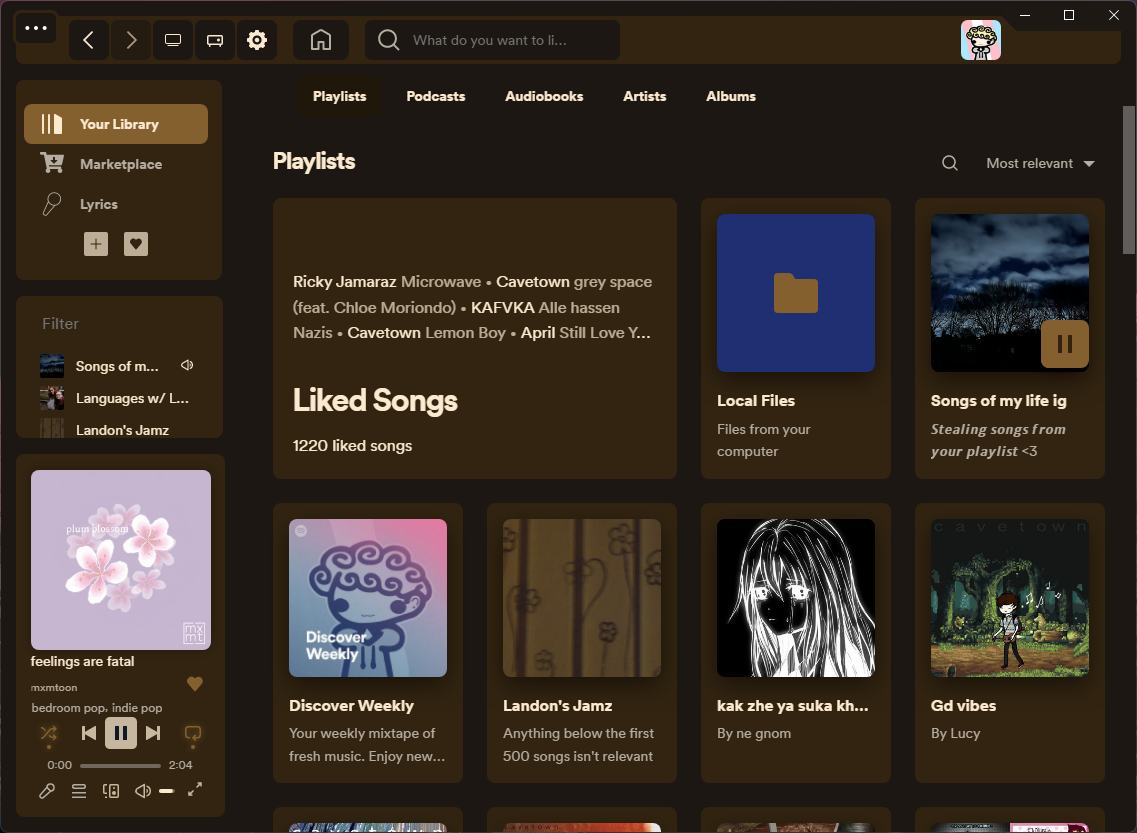 What do you want to li...
Your Library
Marketplace
Lyrics
Filter
Songs of m...
Languages w/ L...
Landon's Jamz
plum blossom
mx
mt
feelings are fatal
mxmtoon
bedroom pop, indie pop
0:00
2:04
Playlists
Podcasts
Audiobooks
Artists
Albums
Playlists
Most relevant
Ricky Jamaraz Microwave • Cavetown grey space
(feat. Chloe Moriondo) • KAFVKA Alle hassen
Nazis • Cavetown Lemon Boy • April Still Love Y...
Liked Songs
1220 liked songs
Local Files
Files from your
computer
Songs of my life ig
Stealing songs from
your playlist <3
Discover
Weekly
Discover Weekly
Your weekly mixtape of
fresh music. Enjoy new...
Landon's Jamz
Anything below the first
500 songs isn't relevant
kak zhe ya suka kh...
By ne gnom
cavetown
Gd vibes
By Lucy